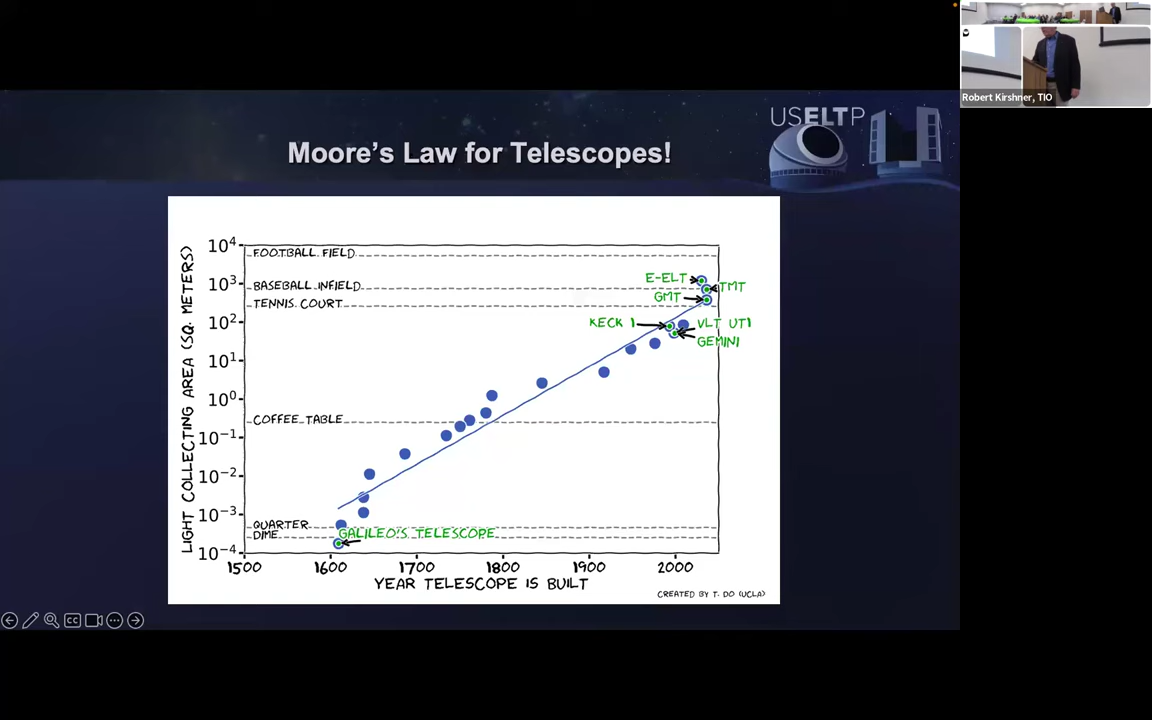 USELTP
Moore's Law for Telescopes!
LIGHT COLLECTING AREA (SQ. METERS)
10⁴
10³
10²
10¹
10⁰
10⁻¹
10⁻²
10⁻³
10⁻⁴
FOOTBALL FIELD
BASEBALL INFIELD
TENNIS COURT
COFFEE TABLE
QUARTER
DIME
E-ELT
TMT
GMT
KECK 1
VLT UT1
GEMINI
GALILEO'S TELESCOPE
1500 1600 1700 1800 1900 2000
YEAR TELESCOPE IS BUILT
CREATED BY T. DO (UCLA)
CC
Robert Kirshner, TIO